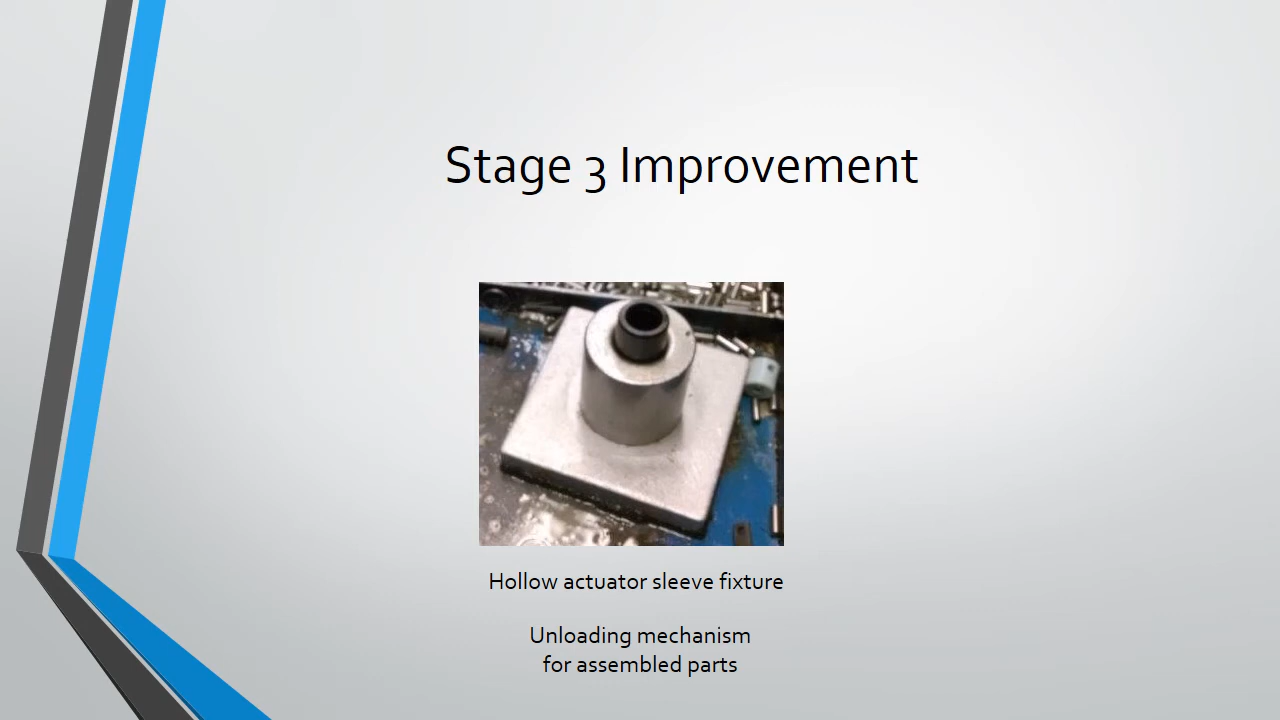 Stage 3 Improvement
Hollow actuator sleeve fixture
Unloading mechanism
for assembled parts